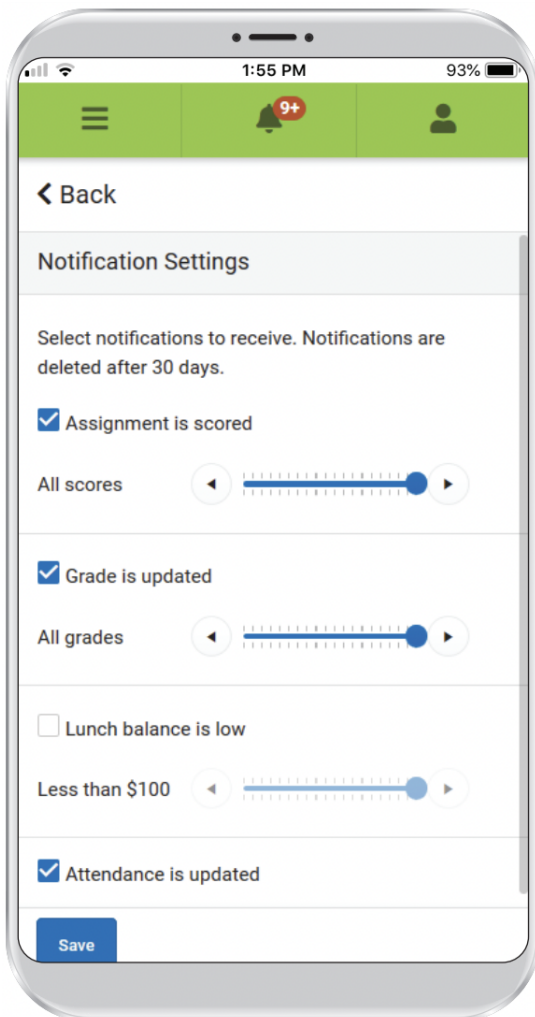 1:55 PM
93%
9+
Back
Notification Settings
Select notifications to receive. Notifications are
deleted after 30 days.
Assignment is scored
All scores
Grade is updated
All grades
Lunch balance is low
Less than $100
Attendance is updated
Save